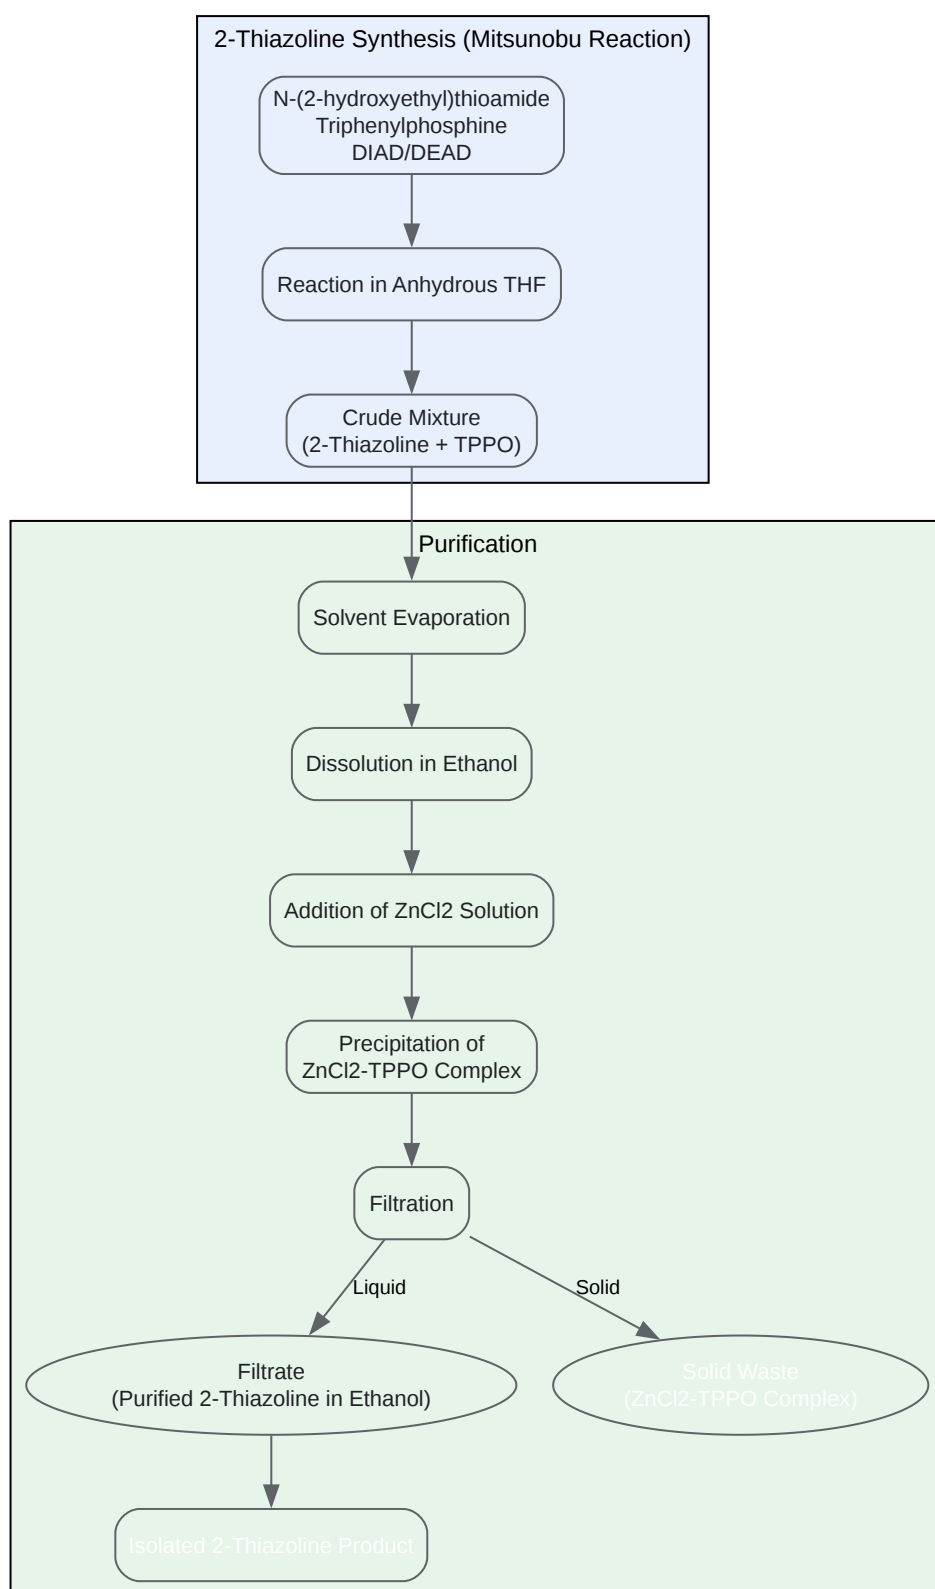 2-Thiazoline Synthesis (Mitsunobu Reaction)
N-(2-hydroxyethyl)thioamide
Triphenylphosphine
DIAD/DEAD
Reaction in Anhydrous THF
Crude Mixture
(2-Thiazoline + TPPO)
Purification
Solvent Evaporation
Dissolution in Ethanol
Addition of ZnCl2 Solution
Precipitation of
ZnCl2-TPPO Complex
Filtration
Liquid
Solid
Filtrate
(Purified 2-Thiazoline in Ethanol)
Solid Waste
(ZnCl2-TPPO Complex)
Isolated 2-Thiazoline Product